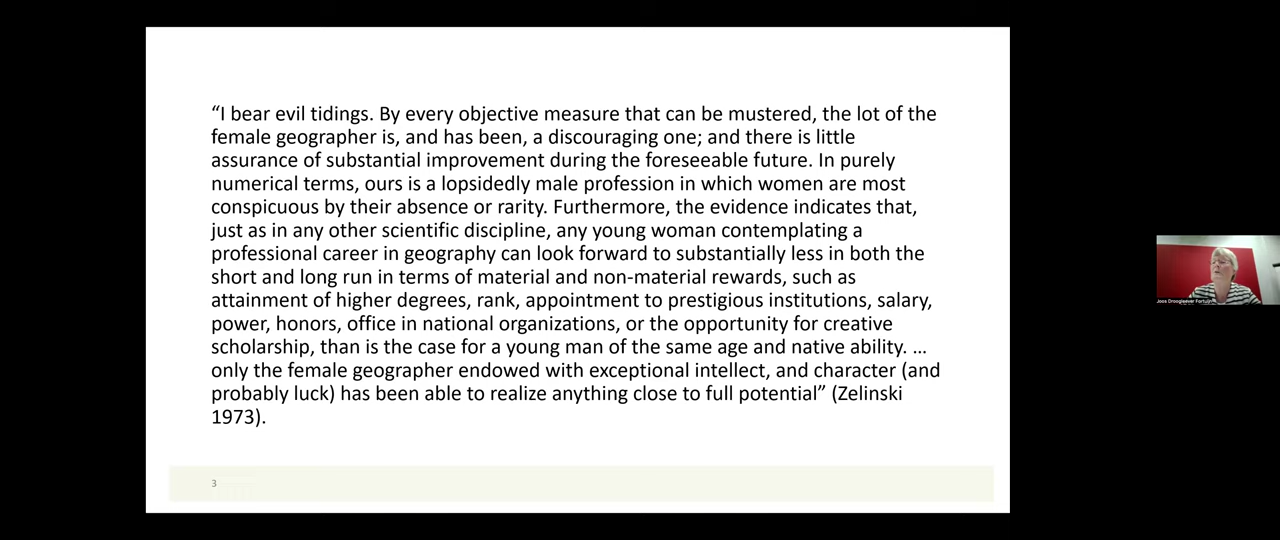 “I bear evil tidings. By every objective measure that can be mustered, the lot of the
female geographer is, and has been, a discouraging one; and there is little
assurance of substantial improvement during the foreseeable future. In purely
numerical terms, ours is a lopsidedly male profession in which women are most
conspicuous by their absence or rarity. Furthermore, the evidence indicates that,
just as in any other scientific discipline, any young woman contemplating a
professional career in geography can look forward to substantially less in both the
short and long run in terms of material and non-material rewards, such as
attainment of higher degrees, rank, appointment to prestigious institutions, salary,
power, honors, office in national organizations, or the opportunity for creative
scholarship, than is the case for a young man of the same age and native ability. …
only the female geographer endowed with exceptional intellect, and character (and
probably luck) has been able to realize anything close to full potential” (Zelinski
1973).
3
Joos Droogleever Fortuijn